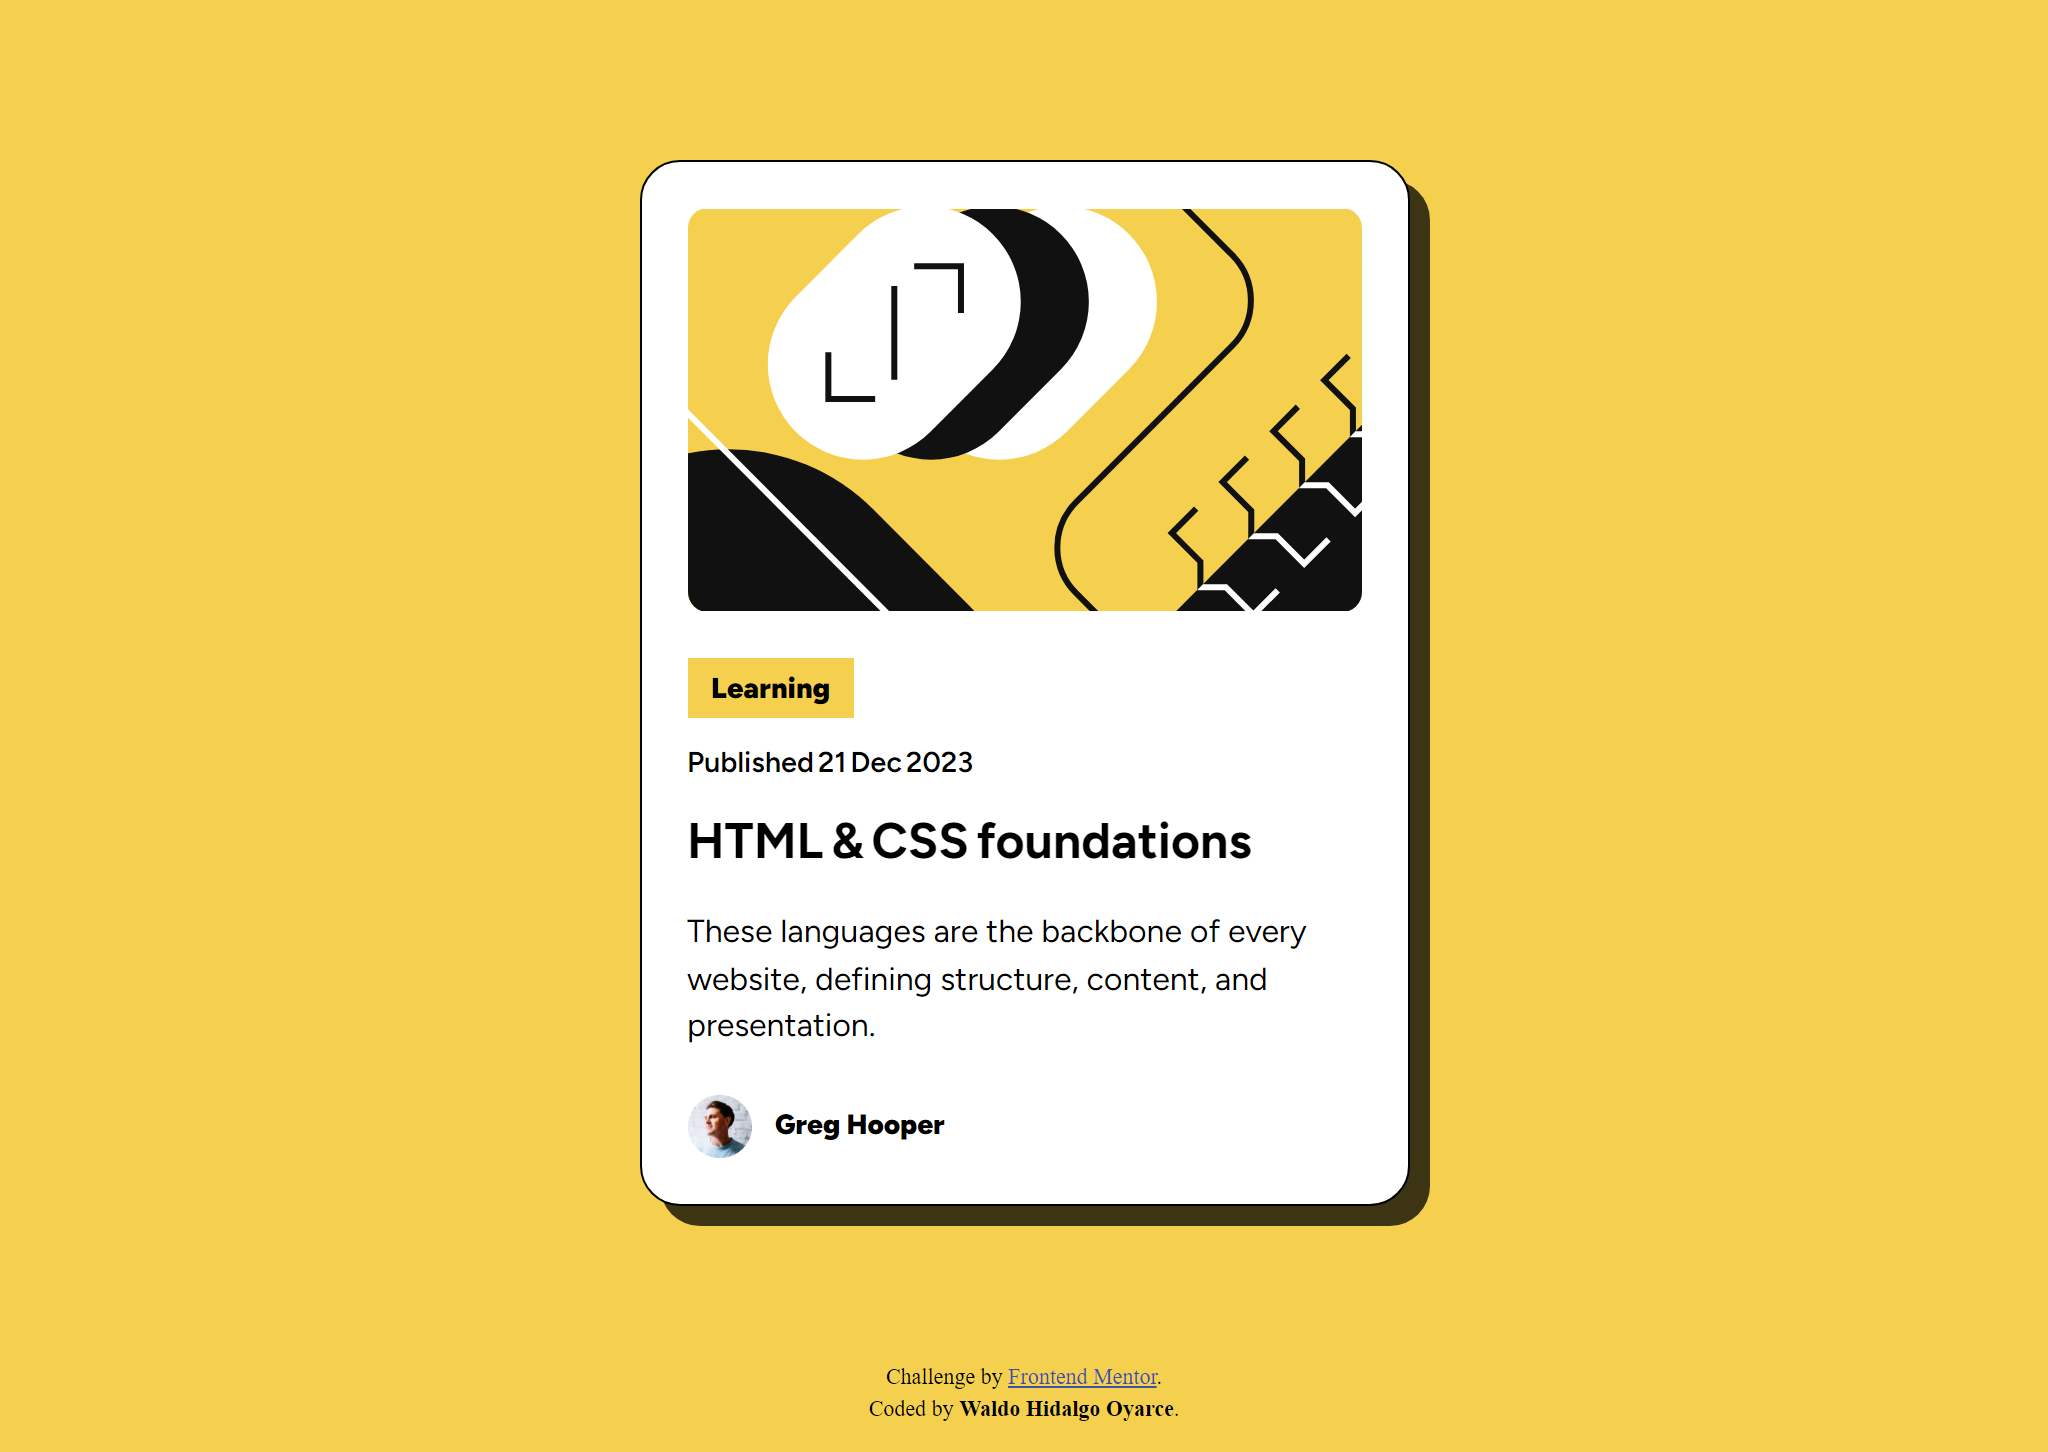 Learning
Published 21 Dec 2023
HTML & CSS foundations
These languages are the backbone of every
website, defining structure, content, and
presentation.
Greg Hooper
Challenge by Frontend Mentor.
Coded by Waldo Hidalgo Oyarce.